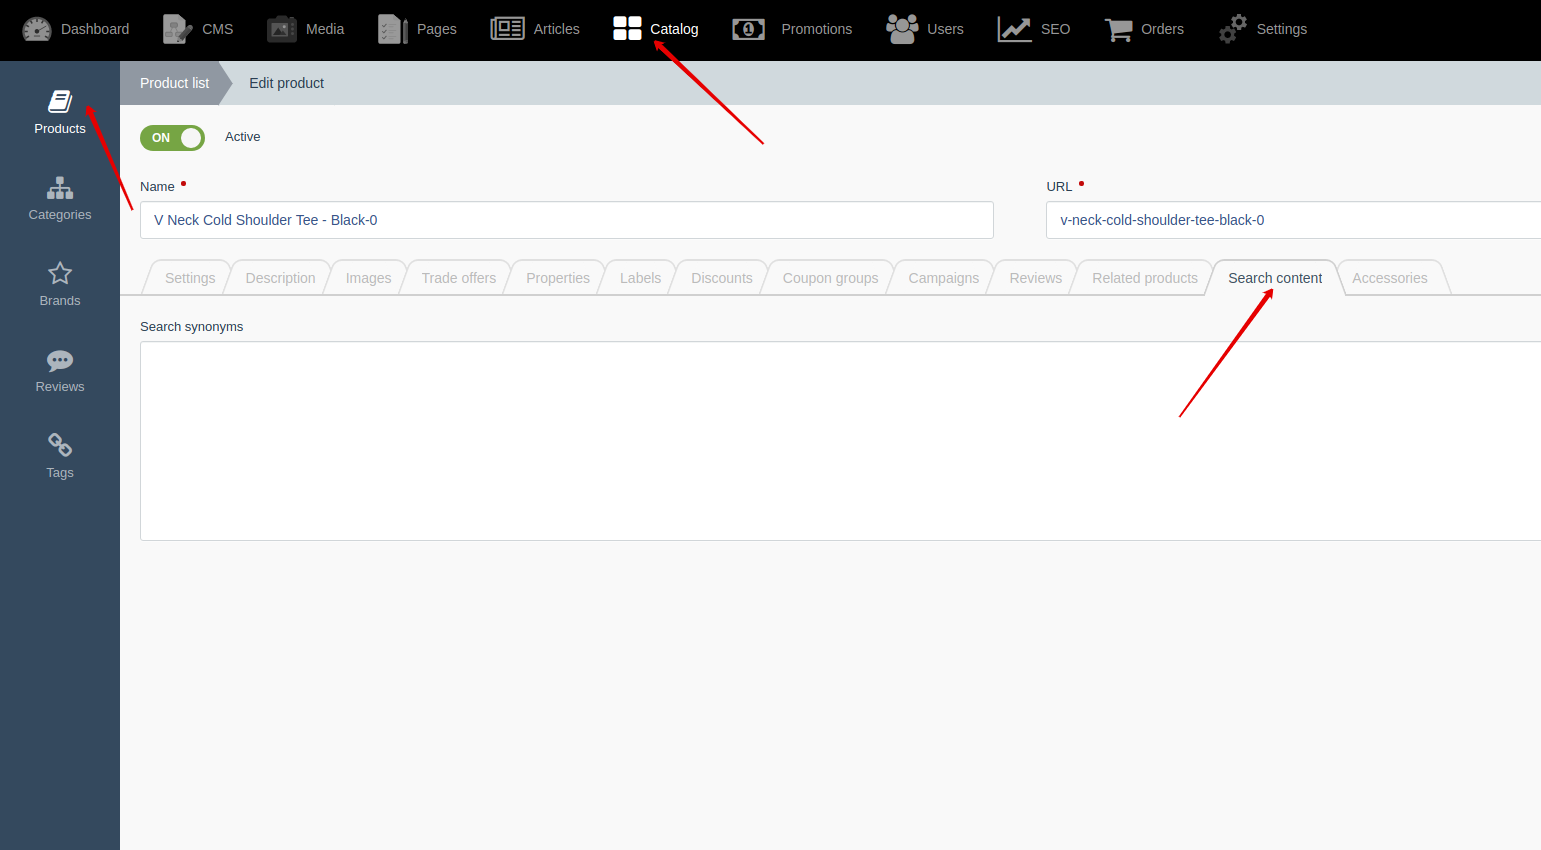 Dashboard CMS Media Pages Articles Catalog Promotions Users SEO Orders Settings
Products
Categories
Brands
Reviews
Tags
Product list Edit product
ON Active
Name URL
V Neck Cold Shoulder Tee - Black-0 v-neck-cold-shoulder-tee-black-0
Settings Description Images Trade offers Properties Labels Discounts Coupon groups Campaigns Reviews Related products Search content Accessories
Search synonyms